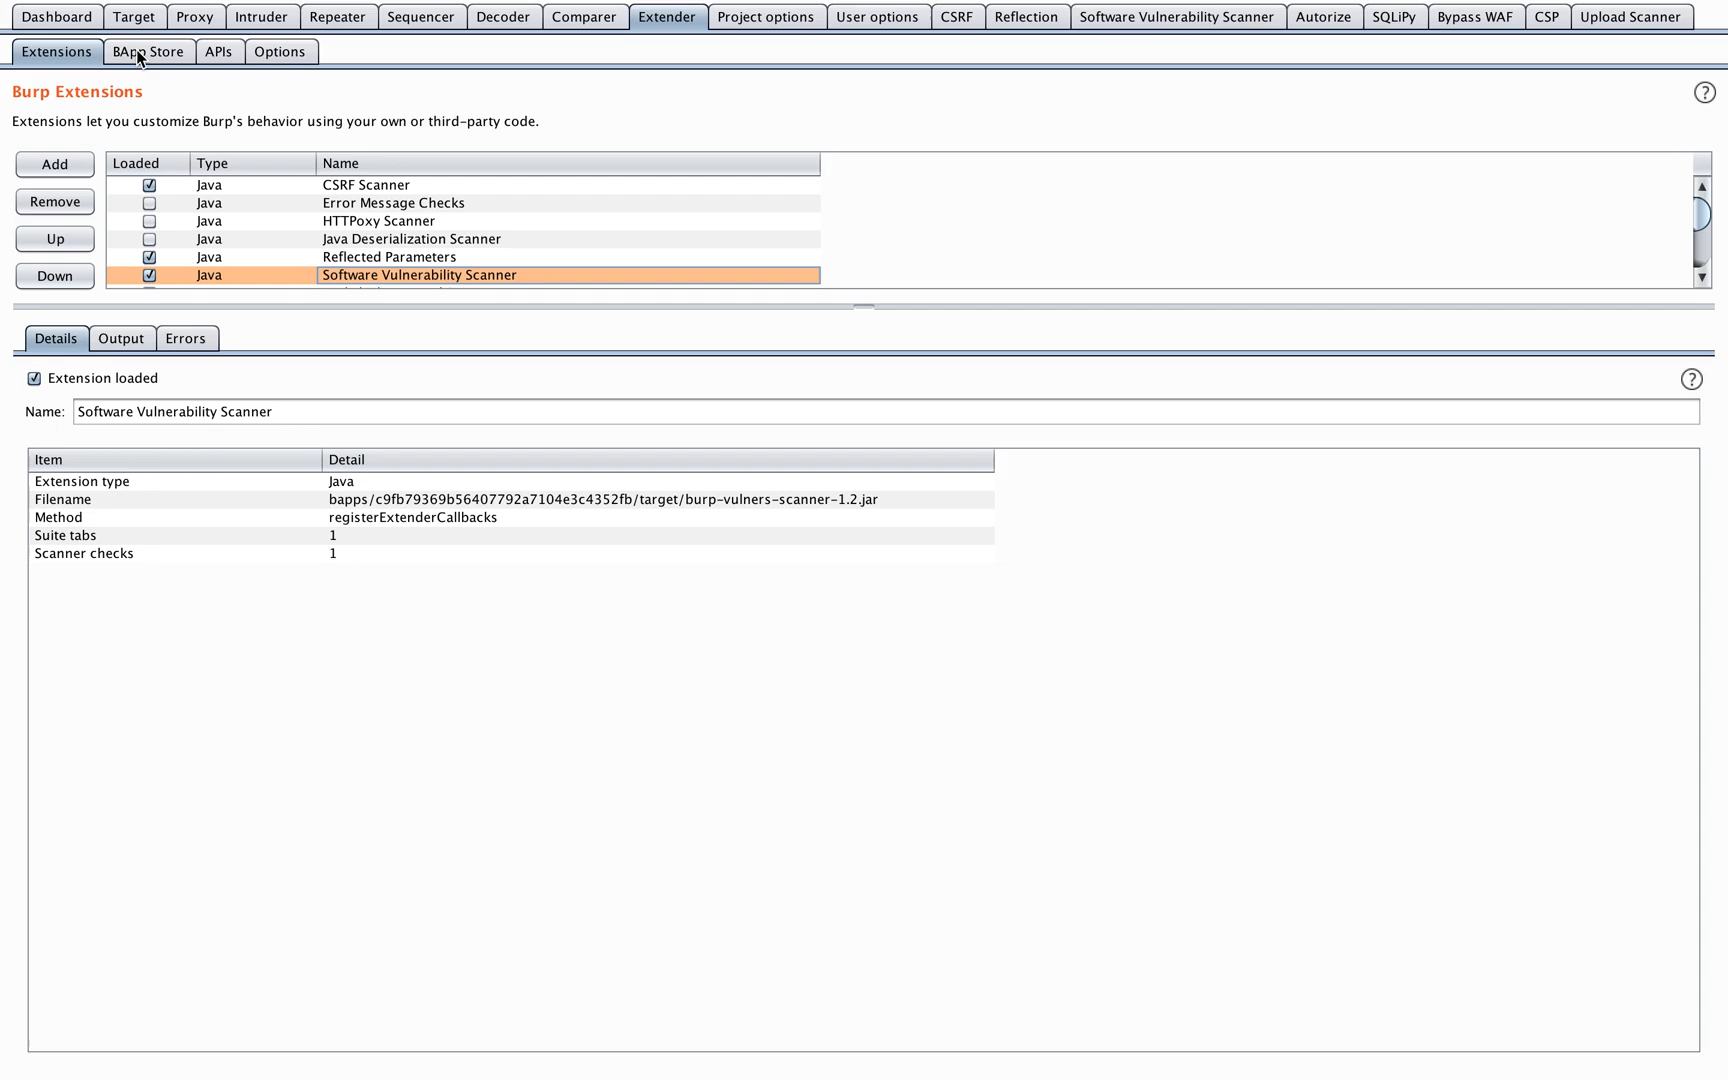 Dashboard Target Proxy Intruder Repeater Sequencer Decoder Comparer Extender Project options User options CSRF Reflection Software Vulnerability Scanner Autorize SQLiPy Bypass WAF CSP Upload Scanner
Extensions BApp Store APIs Options
Burp Extensions
?
Extensions let you customize Burp's behavior using your own or third-party code.
Add
Remove
Up
Down
Loaded Type Name
Java CSRF Scanner
Java Error Message Checks
Java HTTPoxy Scanner
Java Java Deserialization Scanner
Java Reflected Parameters
Java Software Vulnerability Scanner
Details Output Errors
Extension loaded
?
Name: Software Vulnerability Scanner
Item Detail
Extension type Java
Filename bapps/c9fb79369b56407792a7104e3c4352fb/target/burp-vulners-scanner-1.2.jar
Method registerExtenderCallbacks
Suite tabs 1
Scanner checks 1